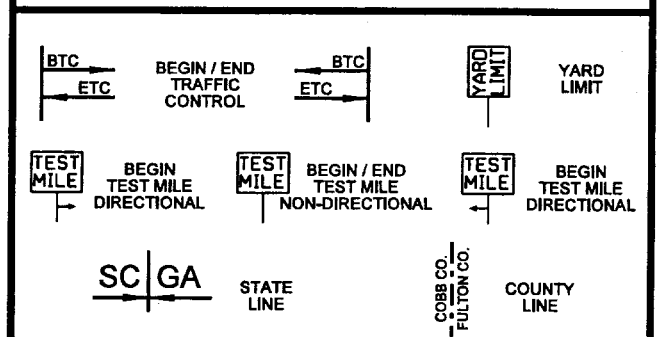 BTC
ETC
BEGIN / END
TRAFFIC
CONTROL
BTC
ETC
YARD
LIMIT
YARD
LIMIT
TEST
MILE
BEGIN
TEST MILE
DIRECTIONAL
TEST
MILE
BEGIN / END
TEST MILE
NON-DIRECTIONAL
TEST
MILE
BEGIN
TEST MILE
DIRECTIONAL
SC GA
STATE
LINE
COBB CO.
FULTON CO.
COUNTY
LINE